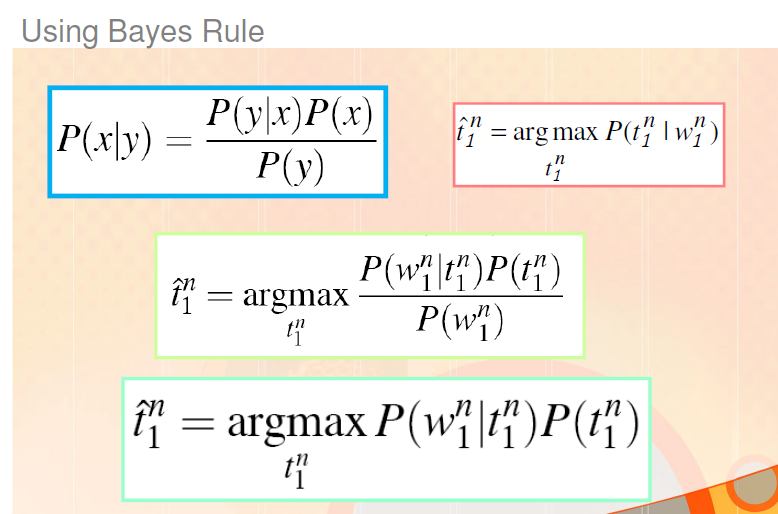 Using Bayes Rule
P(x|y) = P(y|x)P(x) / P(y)
t̂₁ⁿ = arg max P(t₁ⁿ | w₁ⁿ)
t₁ⁿ
t̂₁ⁿ = argmax P(w₁ⁿ|t₁ⁿ)P(t₁ⁿ) / P(w₁ⁿ)
t₁ⁿ
t̂₁ⁿ = argmax P(w₁ⁿ|t₁ⁿ)P(t₁ⁿ)
t₁ⁿ